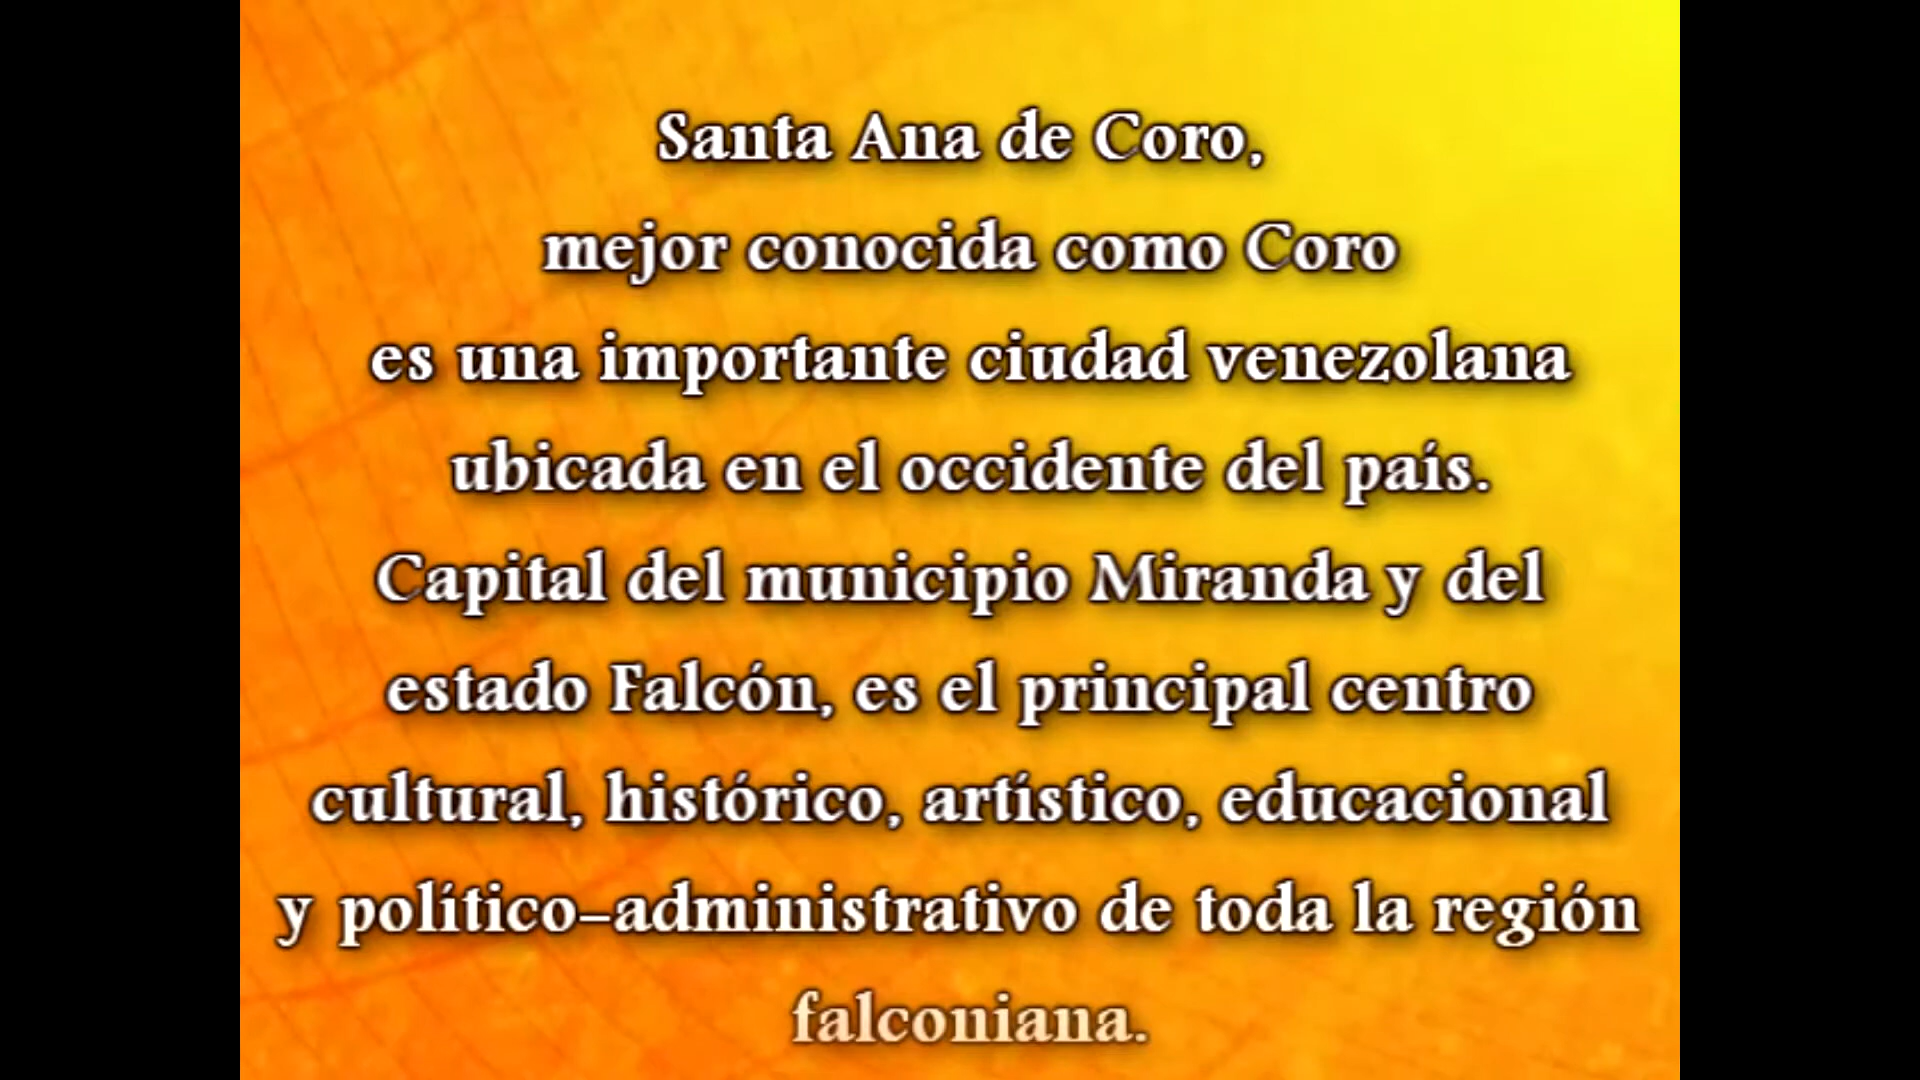 Santa Ana de Coro,
mejor conocida como Coro
es una importante ciudad venezolana
ubicada en el occidente del país.
Capital del municipio Miranda y del
estado Falcón, es el principal centro
cultural, histórico, artístico, educacional
y político-administrativo de toda la región
falconiana.